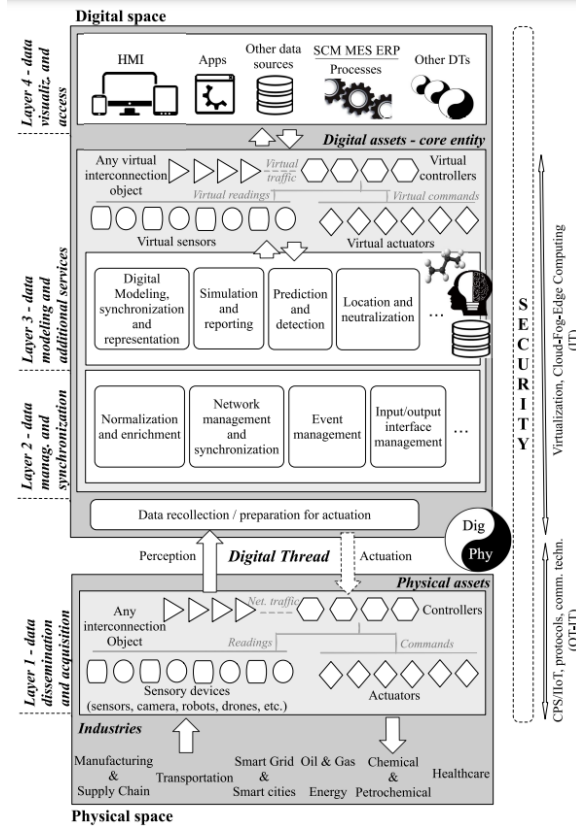 Digital space
Layer 4 - data
visualiz. and
access
HMI
Apps
Other data
sources
SCM MES ERP
Processes
Other DTs
Digital assets - core entity
Any virtual
interconnection
object
Virtual
traffic
Virtual
controllers
Virtual readings
Virtual commands
Virtual sensors
Virtual actuators
Layer 3 - data
modeling and
additional services
Digital
Modeling,
synchronization
and
representation
Simulation
and
reporting
Prediction
and
detection
Location and
neutralization
...
Layer 2 - data
manag. and
synchronization
Normalization
and enrichment
Network
management
and
synchronization
Event
management
Input/output
interface
management
...
Data recollection / preparation for actuation
Perception
Digital Thread
Actuation
Dig
Phy
Physical assets
Layer 1 - data
dissemination
and acquisition
Any
interconnection
Object
Net. traffic
Controllers
Readings
Commands
Sensory devices
(sensors, camera, robots, drones, etc.)
Actuators
Industries
Manufacturing
&
Supply Chain
Transportation
Smart Grid
&
Smart cities
Oil & Gas
Energy
Chemical
&
Petrochemical
Healthcare
Physical space
SECURITY
Virtualization, Cloud-Fog-Edge Computing
(IT)
CPS/IIoT, protocols, comm. techn.
(OT-IT)